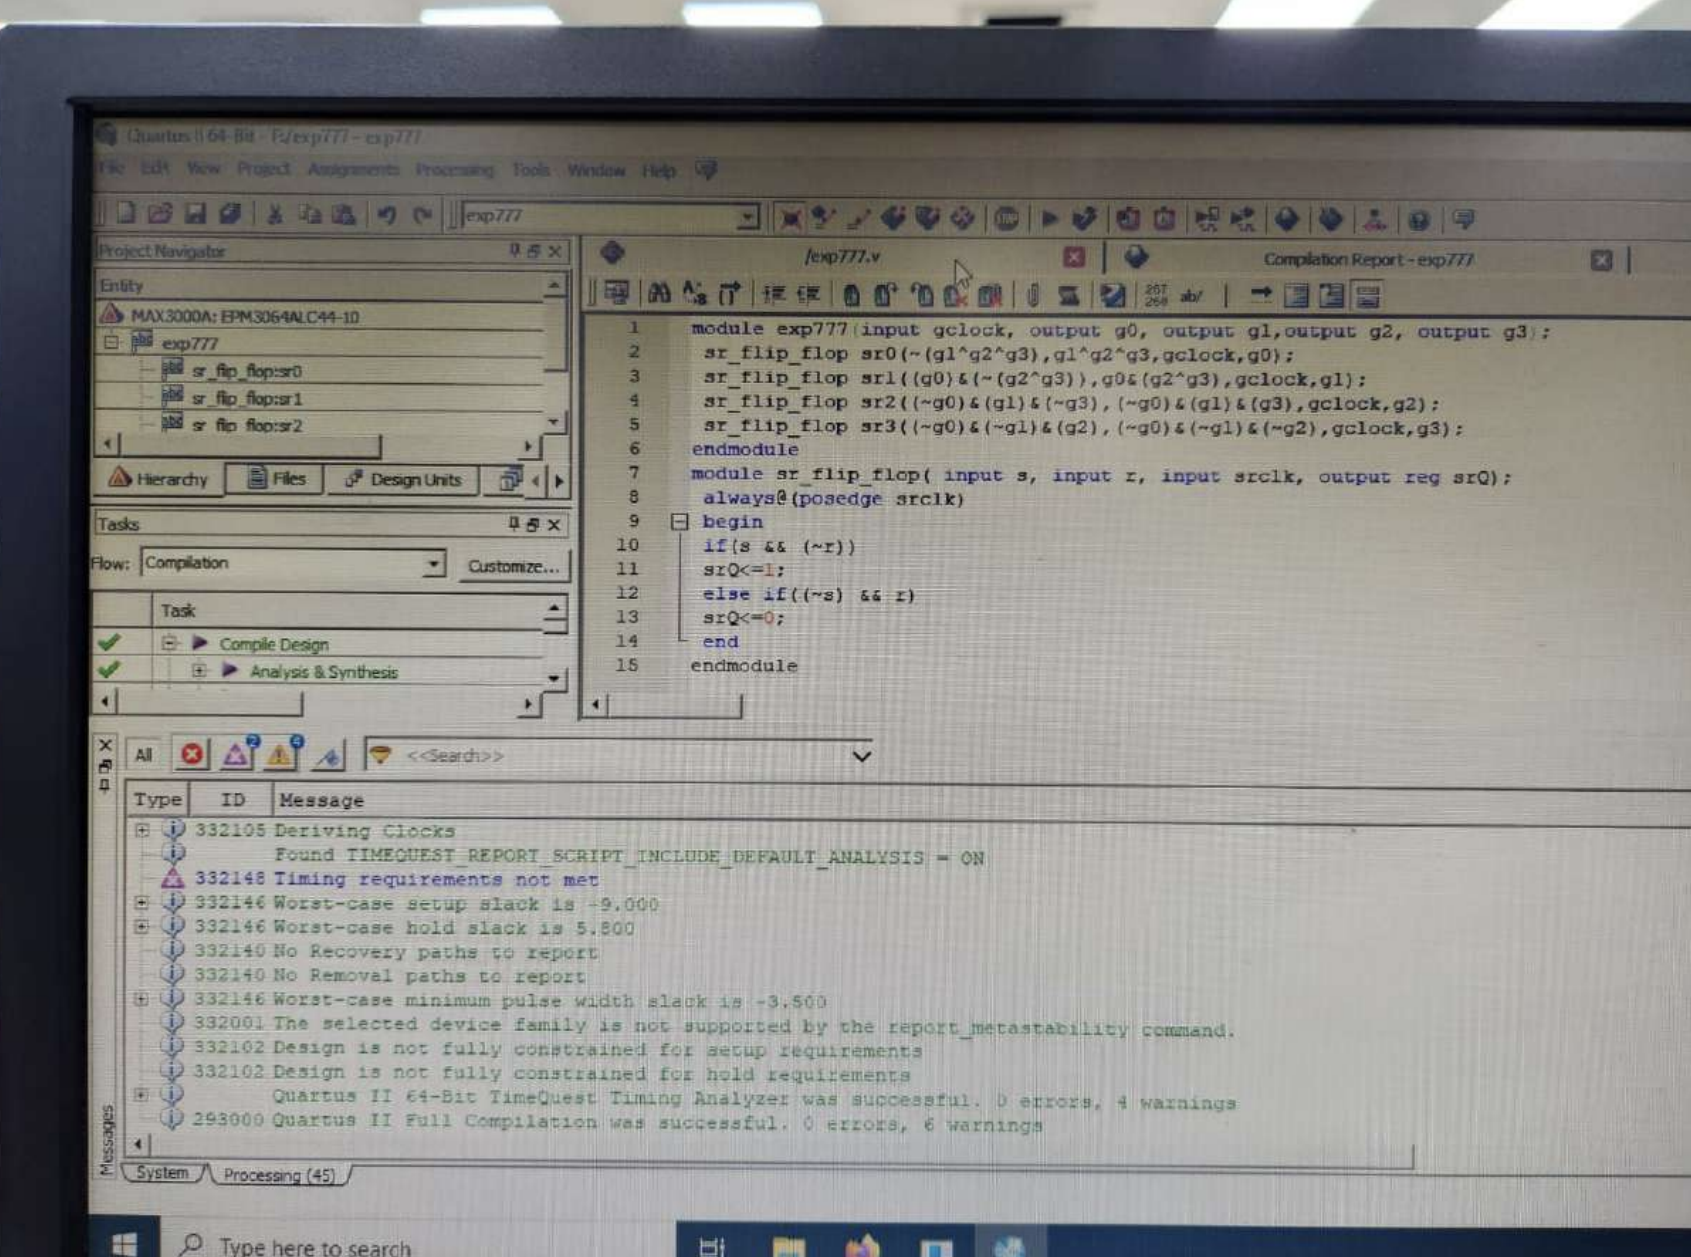 Quartus II 64-Bit - F:/exp777 - exp777
File Edit View Project Assignments Processing Tools Window Help
exp777
Project Navigator
Entity
MAX3000A: EPM3064ALC44-10
exp777
sr_flip_flop:sr0
sr_flip_flop:sr1
sr flip flop:sr2
Hierarchy Files Design Units
Tasks
Flow: Compilation Customize...
Task
Compile Design
Analysis & Synthesis
/exp777.v Compilation Report - exp777
267
268 ab/
1 module exp777(input gclock, output g0, output g1,output g2, output g3);
2 sr_flip_flop sr0(~(g1^g2^g3),g1^g2^g3,gclock,g0);
3 sr_flip_flop sr1((g0)&(~(g2^g3)),g0&(g2^g3),gclock,g1);
4 sr_flip_flop sr2((~g0)&(g1)&(~g3),(~g0)&(g1)&(g3),gclock,g2);
5 sr_flip_flop sr3((~g0)&(~g1)&(g2),(~g0)&(~g1)&(~g2),gclock,g3);
6 endmodule
7 module sr_flip_flop( input s, input r, input srclk, output reg srQ);
8 always@(posedge srclk)
9 begin
10 if(s && (~r))
11 srQ<=1;
12 else if((~s) && r)
13 srQ<=0;
14 end
15 endmodule
All 2 4 <<Search>>
Type ID Message
332105 Deriving Clocks
Found TIMEQUEST_REPORT_SCRIPT_INCLUDE_DEFAULT_ANALYSIS = ON
332148 Timing requirements not met
332146 Worst-case setup slack is -9.000
332146 Worst-case hold slack is 5.800
332140 No Recovery paths to report
332140 No Removal paths to report
332146 Worst-case minimum pulse width slack is -3.500
332001 The selected device family is not supported by the report_metastability command.
332102 Design is not fully constrained for setup requirements
332102 Design is not fully constrained for hold requirements
Quartus II 64-Bit TimeQuest Timing Analyzer was successful. 0 errors, 4 warnings
293000 Quartus II Full Compilation was successful. 0 errors, 6 warnings
Messages
System Processing (45)
Type here to search